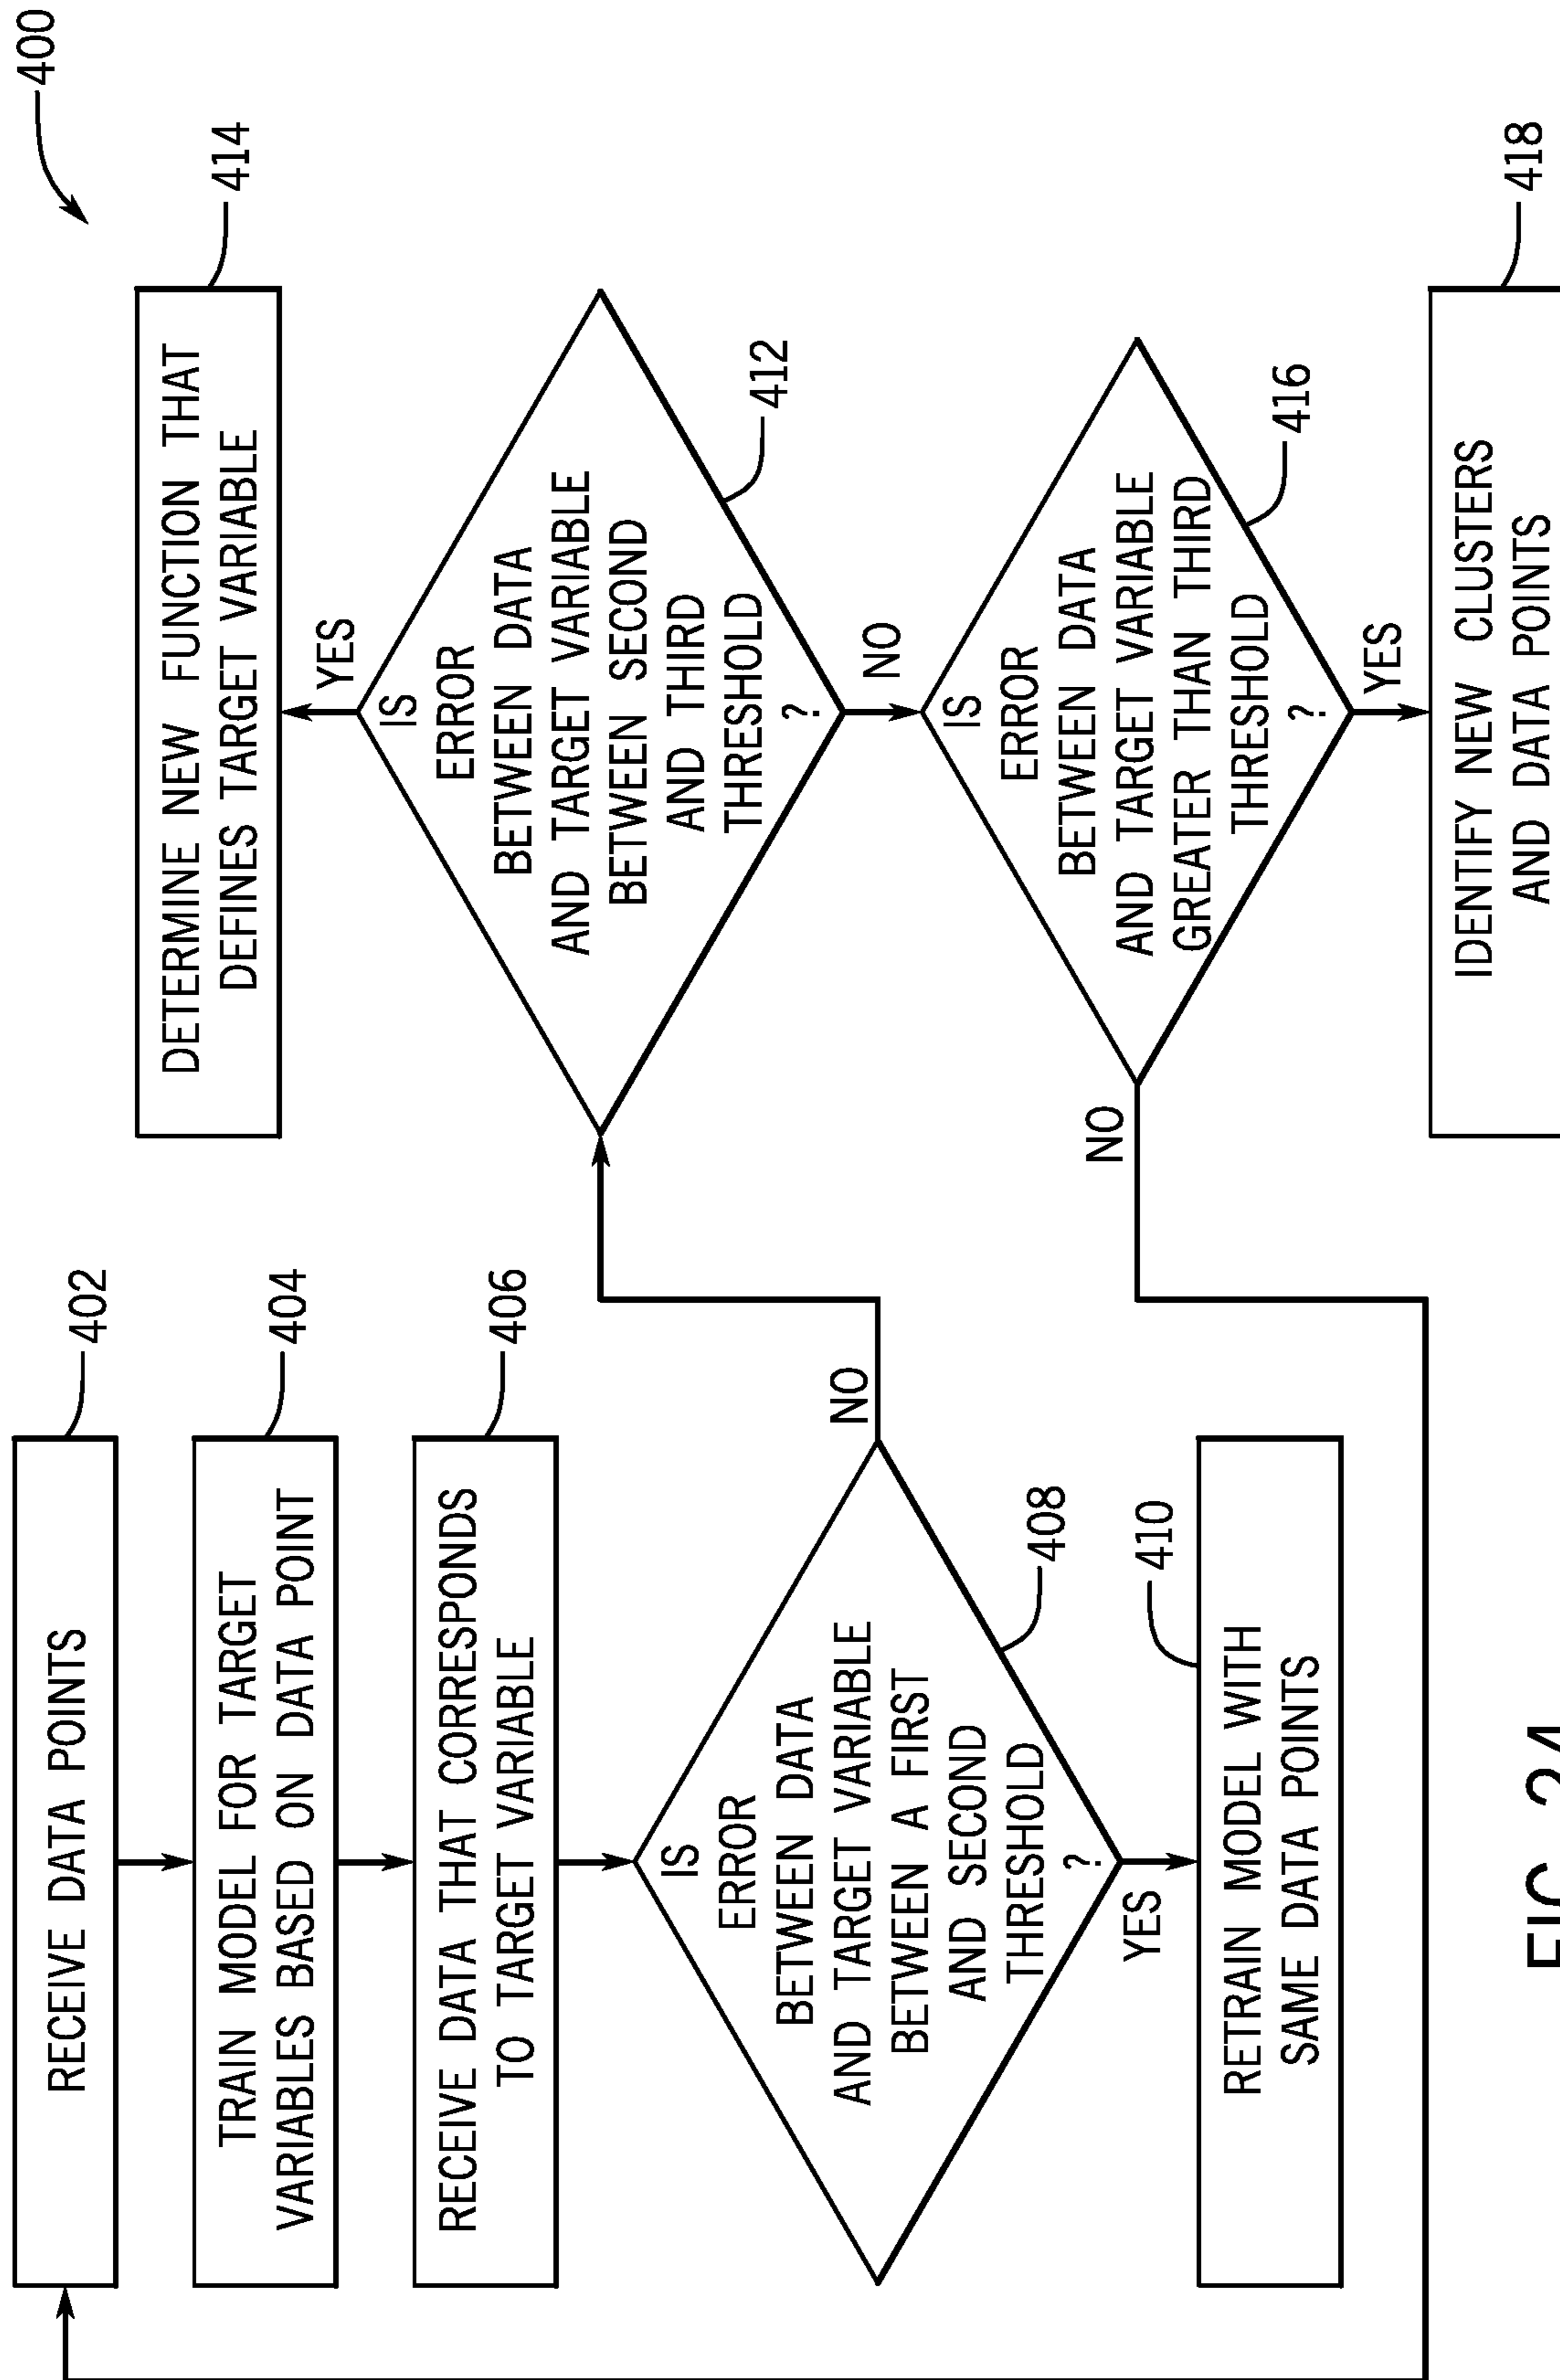 400
RECEIVE DATA POINTS
402
TRAIN MODEL FOR TARGET
VARIABLES BASED ON DATA POINT
404
RECEIVE DATA THAT CORRESPONDS
TO TARGET VARIABLE
406
IS
ERROR
BETWEEN DATA
AND TARGET VARIABLE
BETWEEN A FIRST
AND SECOND
THRESHOLD
?
408
NO
YES
410
RETRAIN MODEL WITH
SAME DATA POINTS
DETERMINE NEW FUNCTION THAT
DEFINES TARGET VARIABLE
414
YES
IS
ERROR
BETWEEN DATA
AND TARGET VARIABLE
BETWEEN SECOND
AND THIRD
THRESHOLD
?
412
NO
IS
ERROR
BETWEEN DATA
AND TARGET VARIABLE
GREATER THAN THIRD
THRESHOLD
?
416
NO
YES
IDENTIFY NEW CLUSTERS
AND DATA POINTS
418
FIG. 24